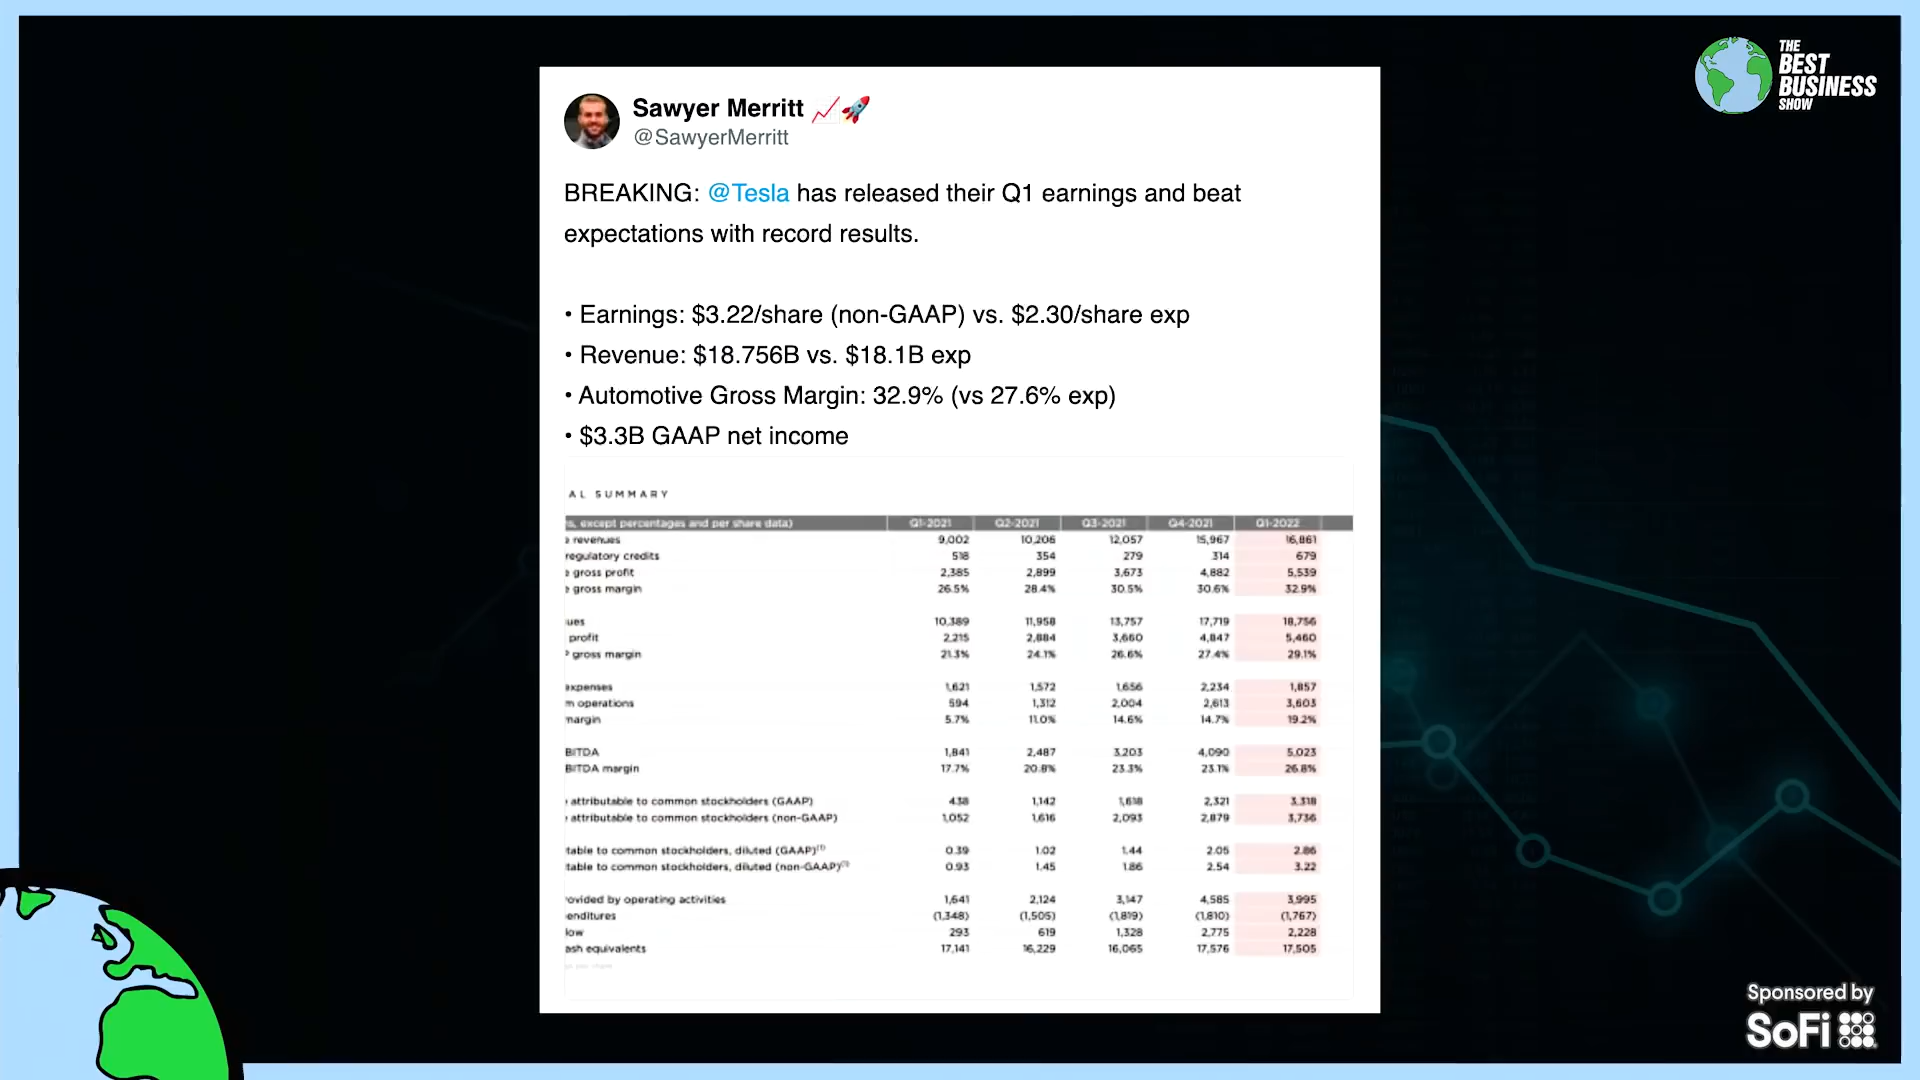 THE
BEST
BUSINESS
SHOW
Sawyer Merritt
@SawyerMerritt
BREAKING: @Tesla has released their Q1 earnings and beat
expectations with record results.
• Earnings: $3.22/share (non-GAAP) vs. $2.30/share exp
• Revenue: $18.756B vs. $18.1B exp
• Automotive Gross Margin: 32.9% (vs 27.6% exp)
• $3.3B GAAP net income
AL SUMMARY
s, except percentages and per share data) Q1-2021 Q2-2021 Q3-2021 Q4-2021 Q1-2022
e revenues 9,002 10,206 12,057 15,967 16,861
regulatory credits 518 354 279 314 679
e gross profit 2,385 2,899 3,673 4,882 5,539
e gross margin 26.5% 28.4% 30.5% 30.6% 32.9%
ues 10,389 11,958 13,757 17,719 18,756
profit 2,215 2,884 3,660 4,847 5,460
P gross margin 21.3% 24.1% 26.6% 27.4% 29.1%
expenses 1,621 1,572 1,656 2,234 1,857
m operations 594 1,312 2,004 2,613 3,603
margin 5.7% 11.0% 14.6% 14.7% 19.2%
BITDA 1,841 2,487 3,203 4,090 5,023
BITDA margin 17.7% 20.8% 23.3% 23.1% 26.8%
attributable to common stockholders (GAAP) 438 1,142 1,618 2,321 3,318
attributable to common stockholders (non-GAAP) 1,052 1,616 2,093 2,879 3,736
table to common stockholders, diluted (GAAP)(1) 0.39 1.02 1.44 2.05 2.86
table to common stockholders, diluted (non-GAAP)(1) 0.93 1.45 1.86 2.54 3.22
ovided by operating activities 1,641 2,124 3,147 4,585 3,995
enditures (1,348) (1,505) (1,819) (1,810) (1,767)
low 293 619 1,328 2,775 2,228
ash equivalents 17,141 16,229 16,065 17,576 17,505
Sponsored by
SoFi